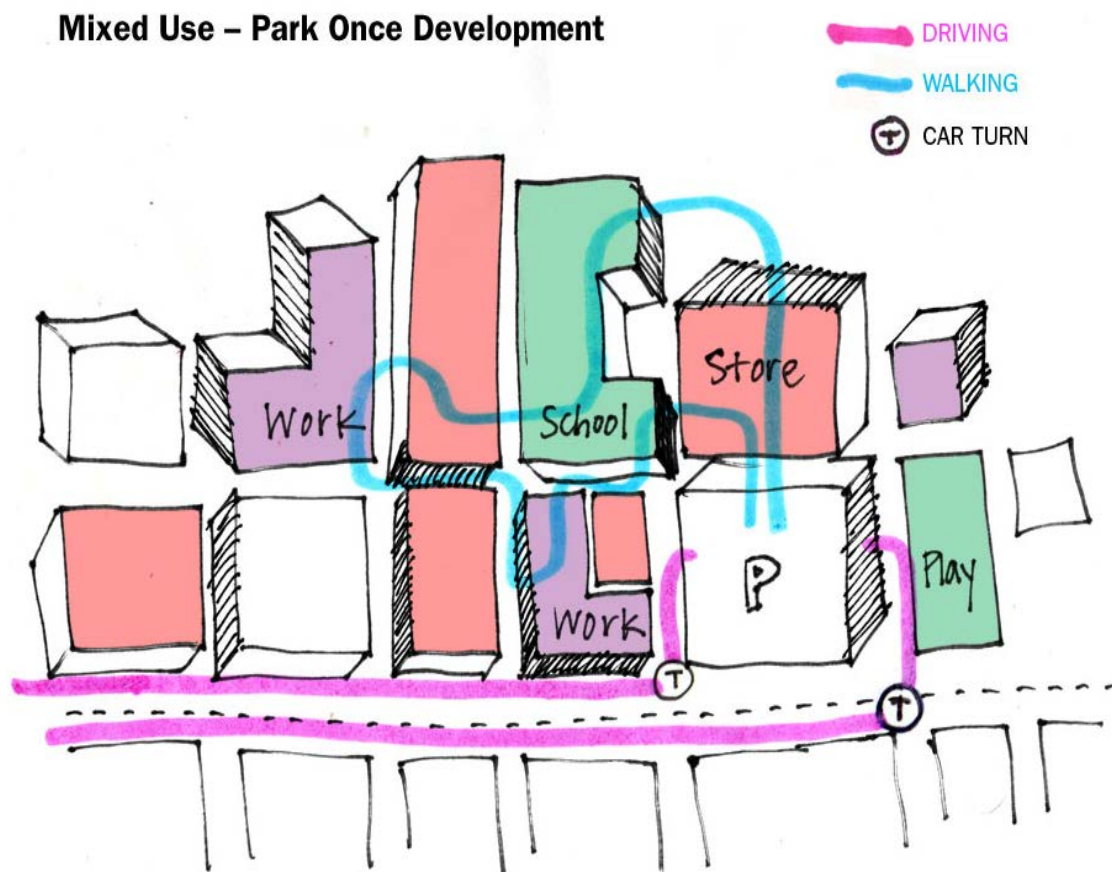 Mixed Use – Park Once Development
DRIVING
WALKING
T CAR TURN
Store
Work
School
P
Play
Work
T
T